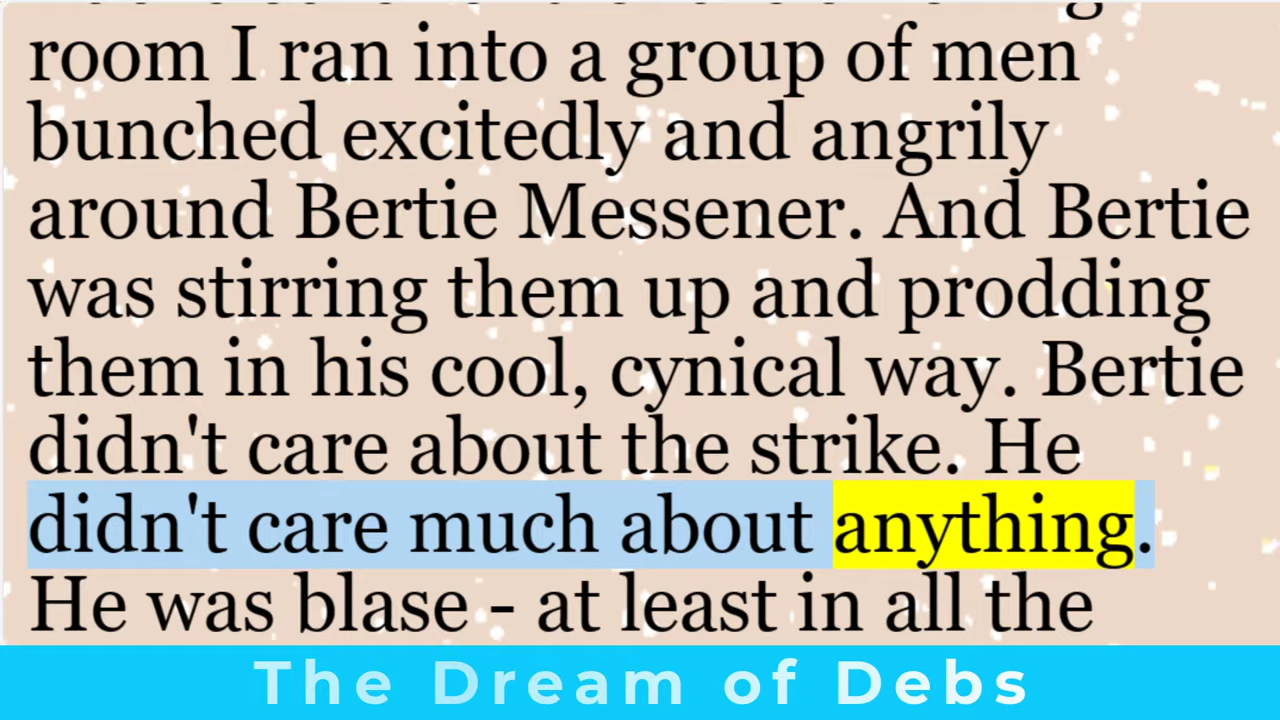 room I ran into a group of men
bunched excitedly and angrily
around Bertie Messener. And Bertie
was stirring them up and prodding
them in his cool, cynical way. Bertie
didn't care about the strike. He
didn't care much about anything.
He was blase - at least in all the
The Dream of Debs